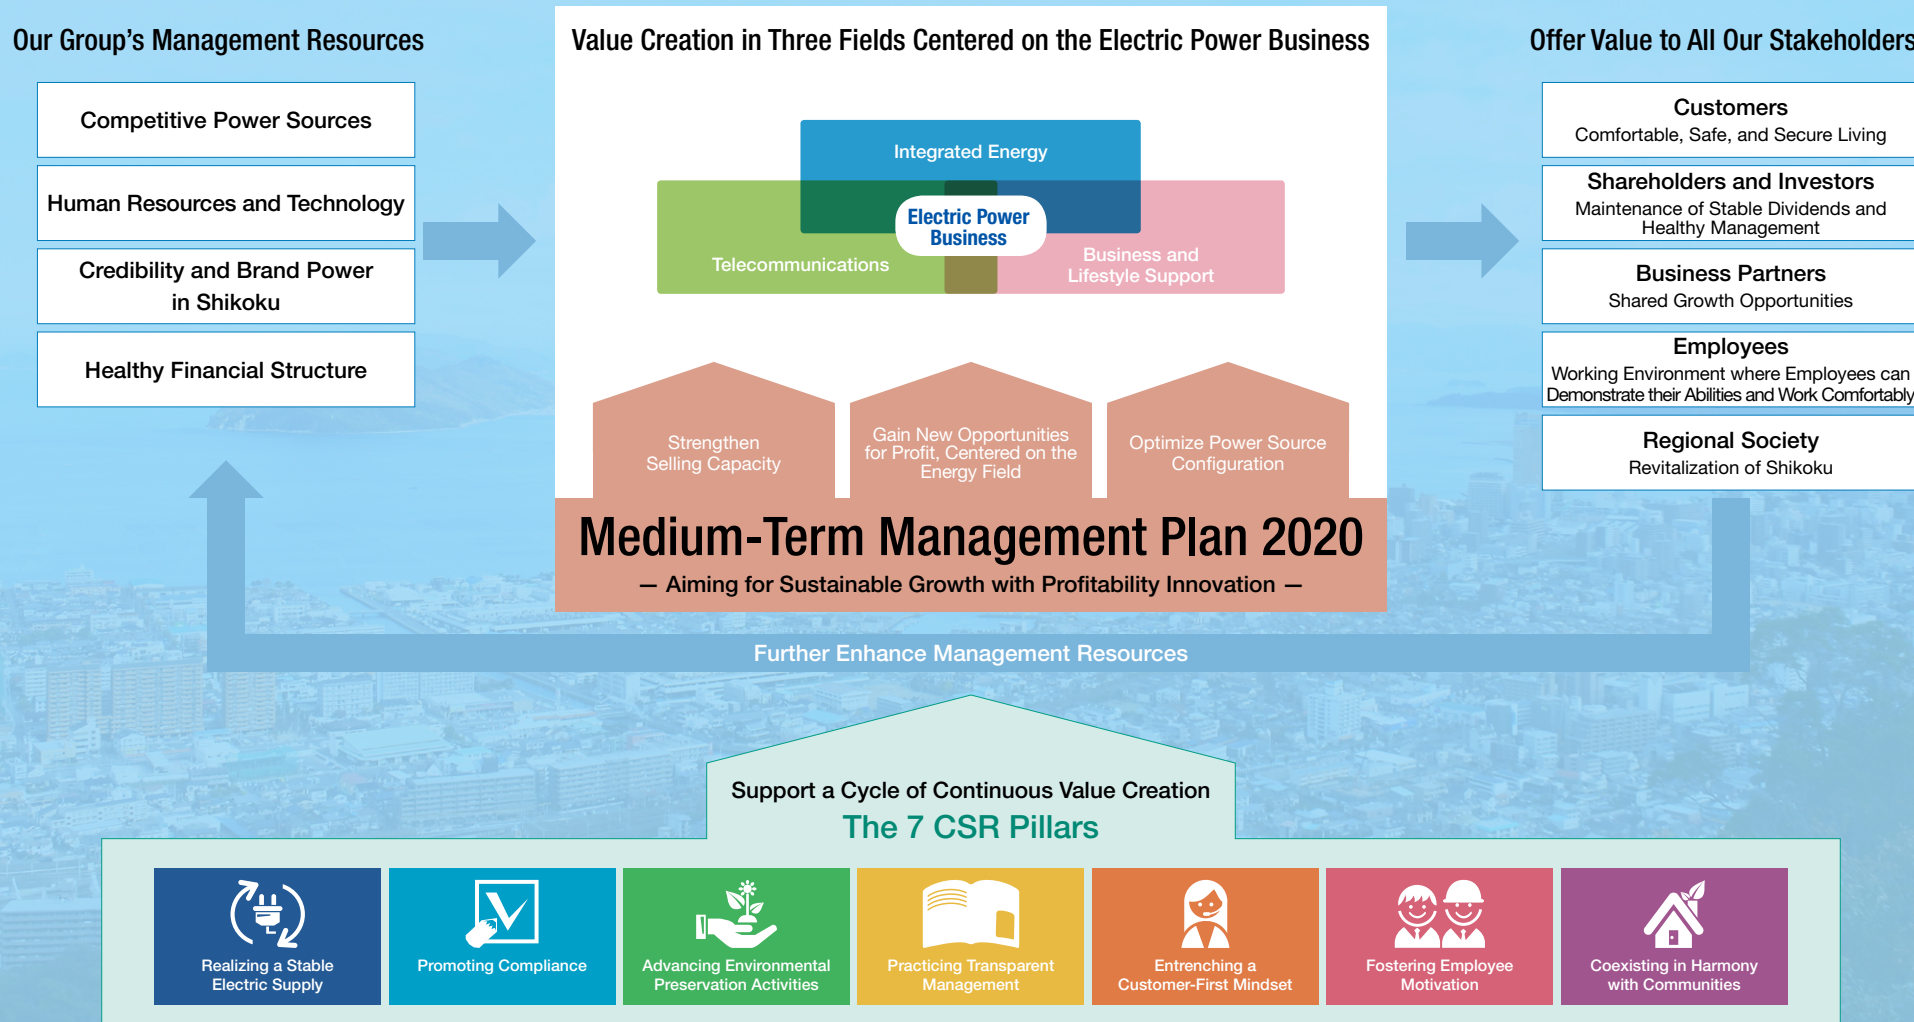 Our Group's Management Resources
Competitive Power Sources
Human Resources and Technology
Credibility and Brand Power
in Shikoku
Healthy Financial Structure
Value Creation in Three Fields Centered on the Electric Power Business
Integrated Energy
Electric Power
Business
Telecommunications
Business and
Lifestyle Support
Strengthen
Selling Capacity
Gain New Opportunities
for Profit, Centered on the
Energy Field
Optimize Power Source
Configuration
Medium-Term Management Plan 2020
— Aiming for Sustainable Growth with Profitability Innovation —
Offer Value to All Our Stakeholders
Customers
Comfortable, Safe, and Secure Living
Shareholders and Investors
Maintenance of Stable Dividends and
Healthy Management
Business Partners
Shared Growth Opportunities
Employees
Working Environment where Employees can
Demonstrate their Abilities and Work Comfortably
Regional Society
Revitalization of Shikoku
Further Enhance Management Resources
Support a Cycle of Continuous Value Creation
The 7 CSR Pillars
Realizing a Stable
Electric Supply
Promoting Compliance
Advancing Environmental
Preservation Activities
Practicing Transparent
Management
Entrenching a
Customer-First Mindset
Fostering Employee
Motivation
Coexisting in Harmony
with Communities